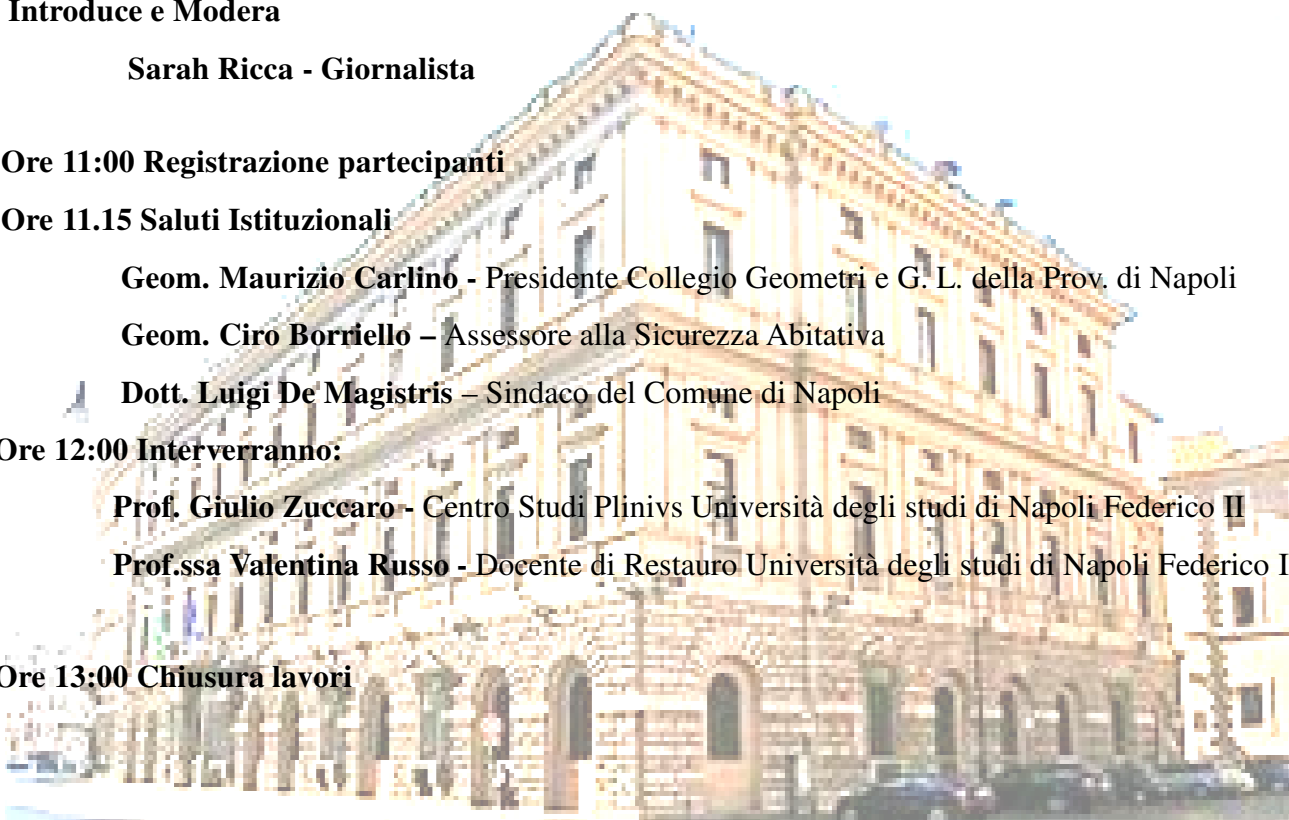 Introduce e Modera
Sarah Ricca - Giornalista
Ore 11:00 Registrazione partecipanti
Ore 11.15 Saluti Istituzionali
Geom. Maurizio Carlino - Presidente Collegio Geometri e G. L. della Prov. di Napoli
Geom. Ciro Borriello – Assessore alla Sicurezza Abitativa
Dott. Luigi De Magistris – Sindaco del Comune di Napoli
Ore 12:00 Interverranno:
Prof. Giulio Zuccaro - Centro Studi Plinivs Università degli studi di Napoli Federico II
Prof.ssa Valentina Russo - Docente di Restauro Università degli studi di Napoli Federico I
Ore 13:00 Chiusura lavori